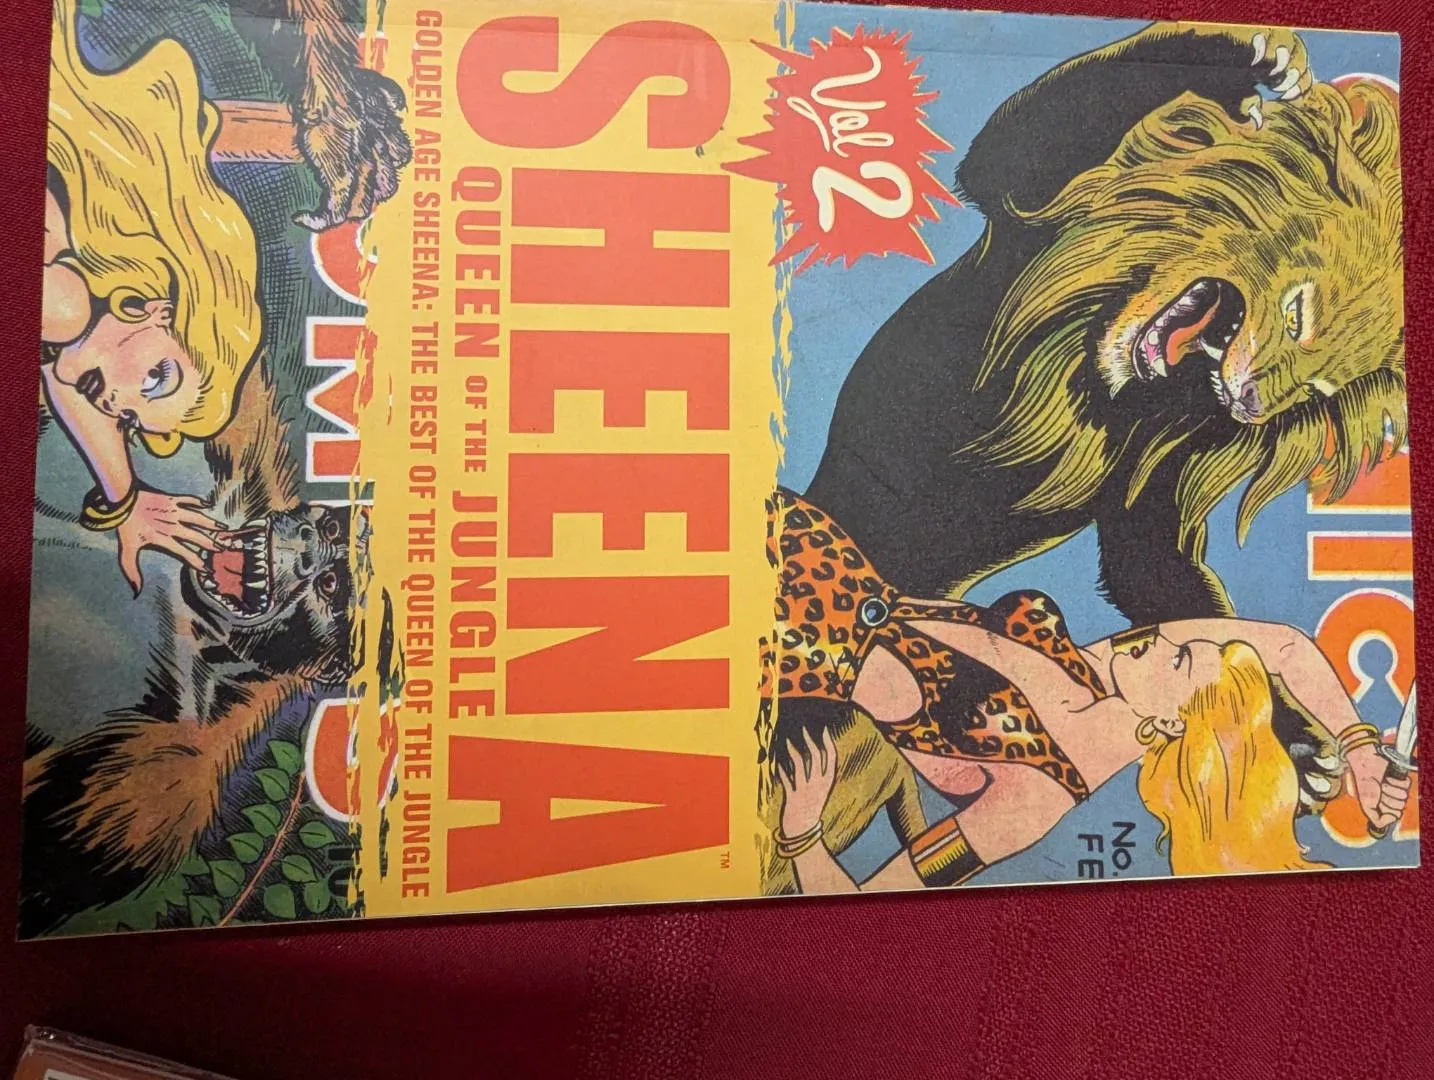 Vol 2
No.
FE
SHEENA™
QUEEN OF THE JUNGLE
GOLDEN AGE SHEENA: THE BEST OF THE QUEEN OF THE JUNGLE